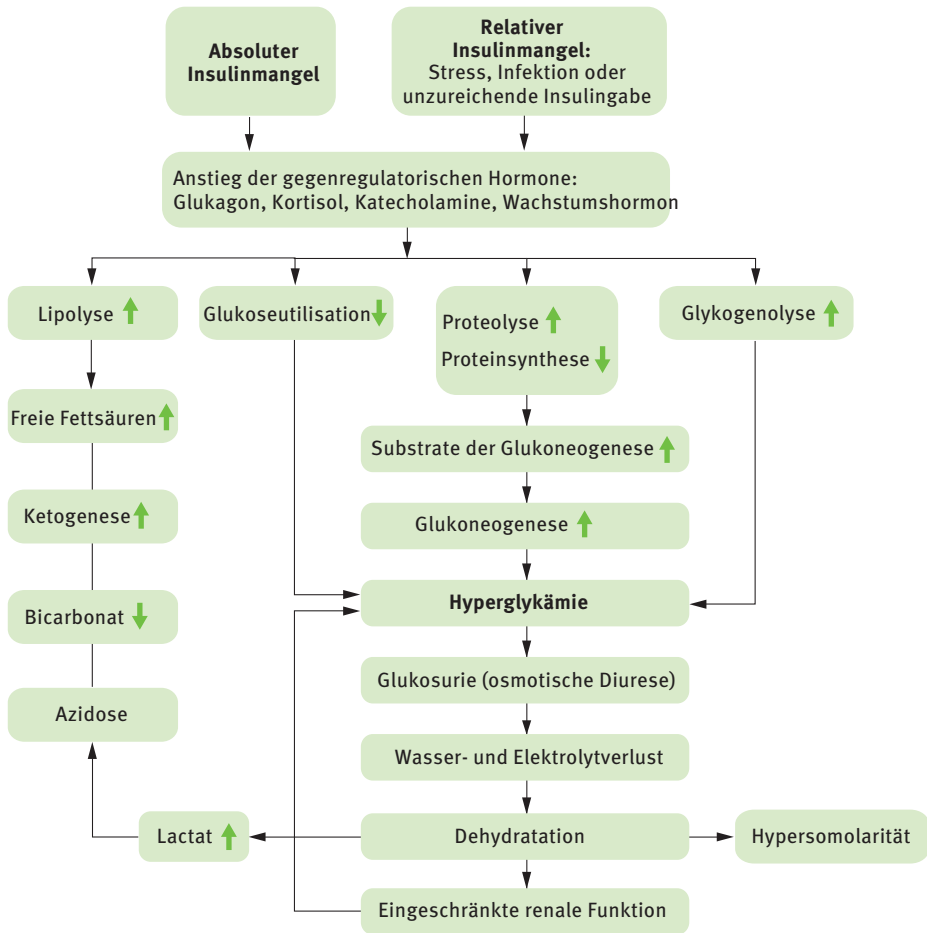 Absoluter
Insulinmangel
Relativer
Insulinmangel:
Stress, Infektion oder
unzureichende Insulingabe
Anstieg der gegenregulatorischen Hormone:
Glukagon, Kortisol, Katecholamine, Wachstumshormon
Lipolyse
Glukoseutilisation
Proteolyse
Proteinsynthese
Glykogenolyse
Freie Fettsäuren
Substrate der Glukoneogenese
Ketogenese
Glukoneogenese
Hyperglykämie
Bicarbonat
Glukosurie (osmotische Diurese)
Azidose
Wasser- und Elektrolytverlust
Lactat
Dehydratation
Hypersomolarität
Eingeschränkte renale Funktion